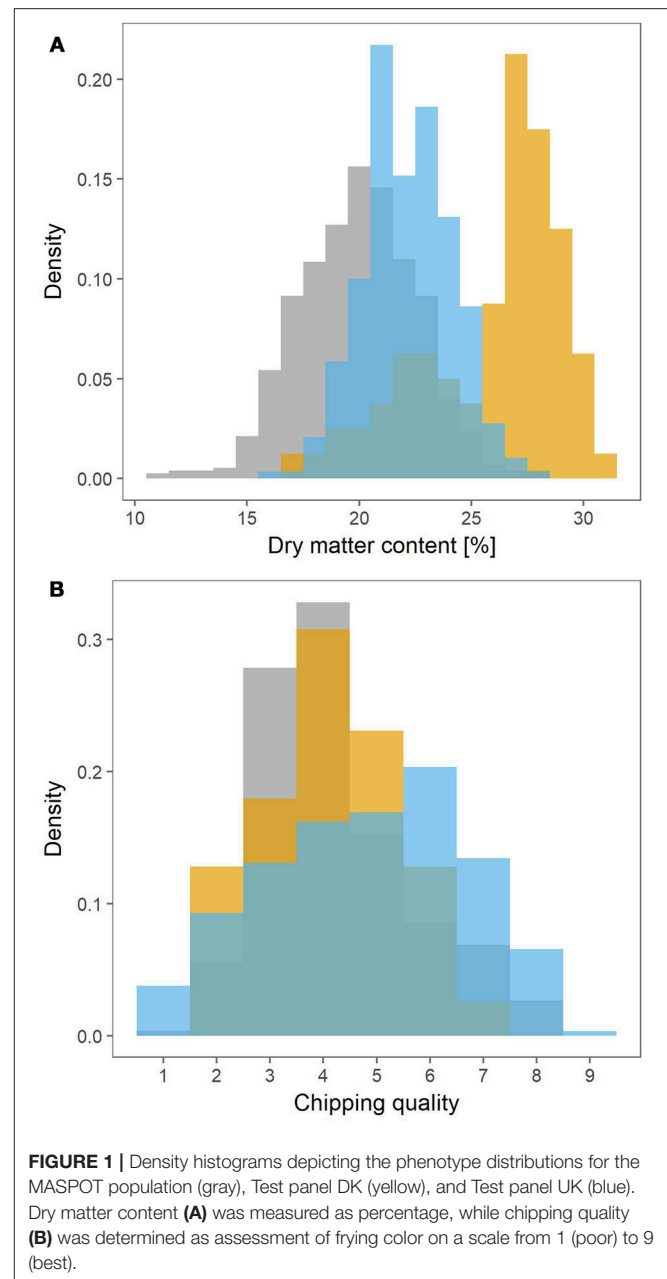 A
0.20
0.15
0.10
0.05
0.00
Density
10 15 20 25 30
Dry matter content [%]
B
0.3
0.2
0.1
0.0
Density
1 2 3 4 5 6 7 8 9
Chipping quality
FIGURE 1 | Density histograms depicting the phenotype distributions for the
MASPOT population (gray), Test panel DK (yellow), and Test panel UK (blue).
Dry matter content (A) was measured as percentage, while chipping quality
(B) was determined as assessment of frying color on a scale from 1 (poor) to 9
(best).